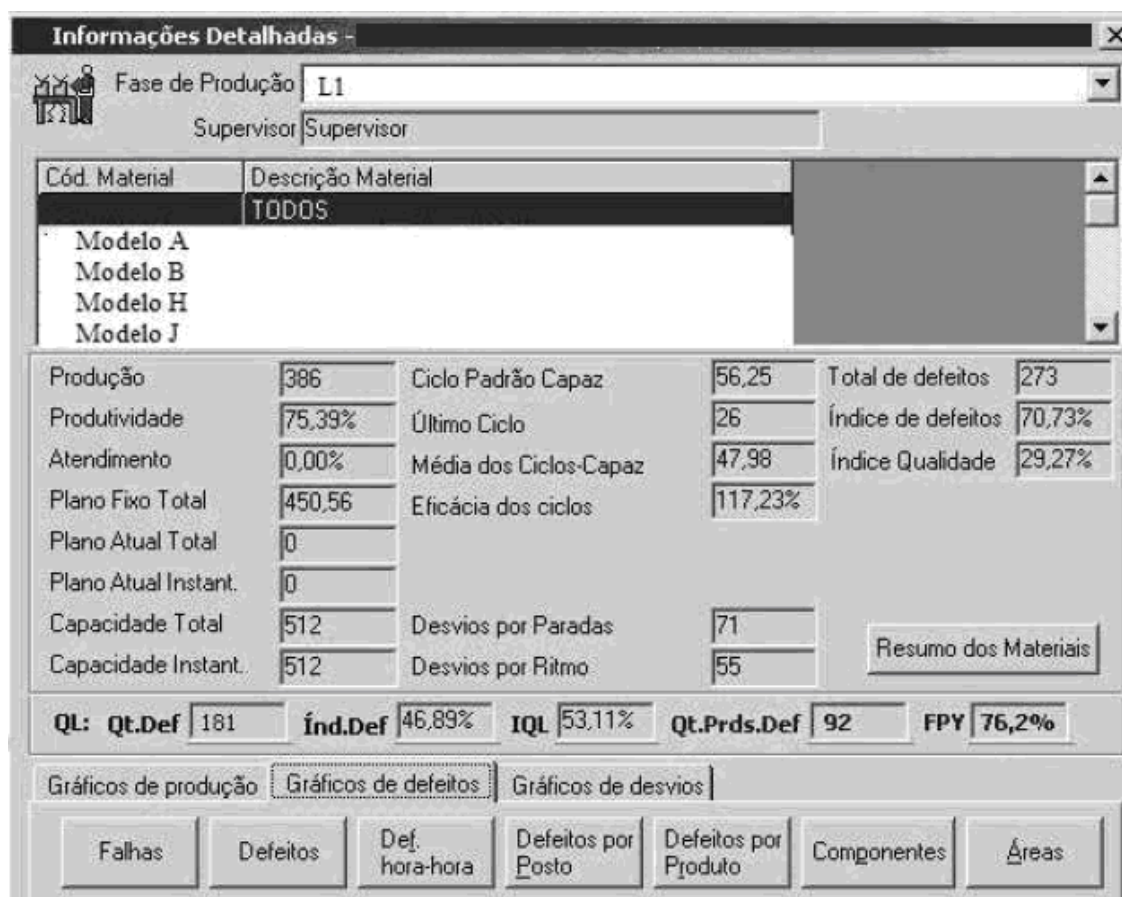 Informações Detalhadas -
Fase de Produção L1
Supervisor Supervisor
Cód. Material Descrição Material
TODOS
Modelo A
Modelo B
Modelo H
Modelo J
Produção 386 Ciclo Padrão Capaz 56,25 Total de defeitos 273
Produtividade 75,39% Último Ciclo 26 Índice de defeitos 70,73%
Atendimento 0,00% Média dos Ciclos-Capaz 47,98 Índice Qualidade 29,27%
Plano Fixo Total 450,56 Eficácia dos ciclos 117,23%
Plano Atual Total 0
Plano Atual Instant. 0
Capacidade Total 512 Desvios por Paradas 71
Capacidade Instant. 512 Desvios por Ritmo 55
Resumo dos Materiais
QL: Qt.Def 181 Índ.Def 46,89% IQL 53,11% Qt.Prds.Def 92 FPY 76,2%
Gráficos de produção Gráficos de defeitos Gráficos de desvios
Falhas Defeitos Def. hora-hora Defeitos por Posto Defeitos por Produto Componentes Áreas